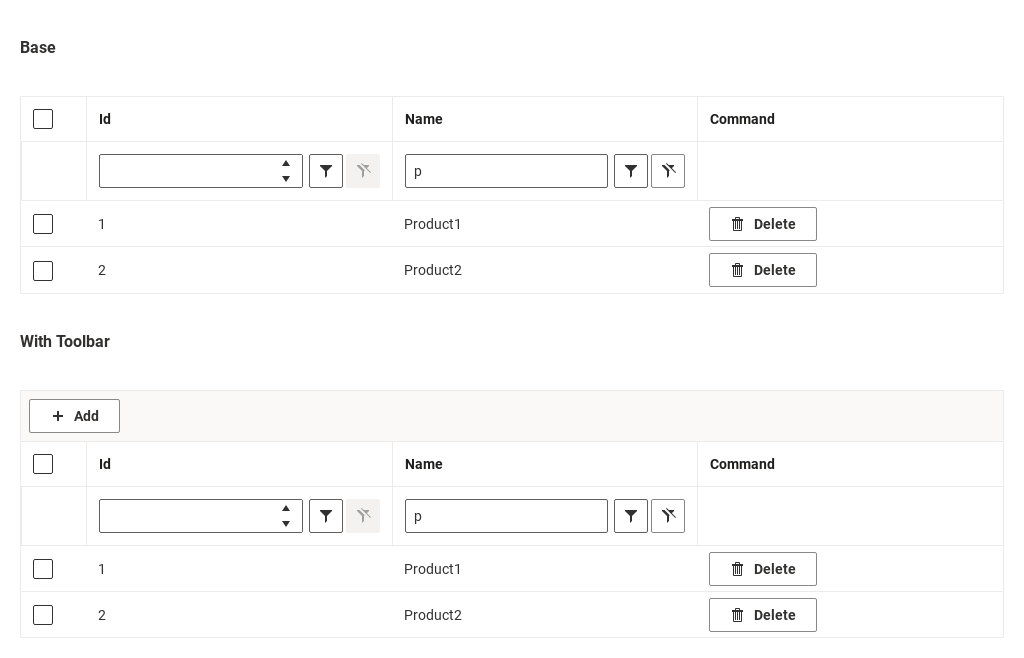 Base
Id Name Command
p
1 Product1 Delete
2 Product2 Delete
With Toolbar
Add
Id Name Command
p
1 Product1 Delete
2 Product2 Delete